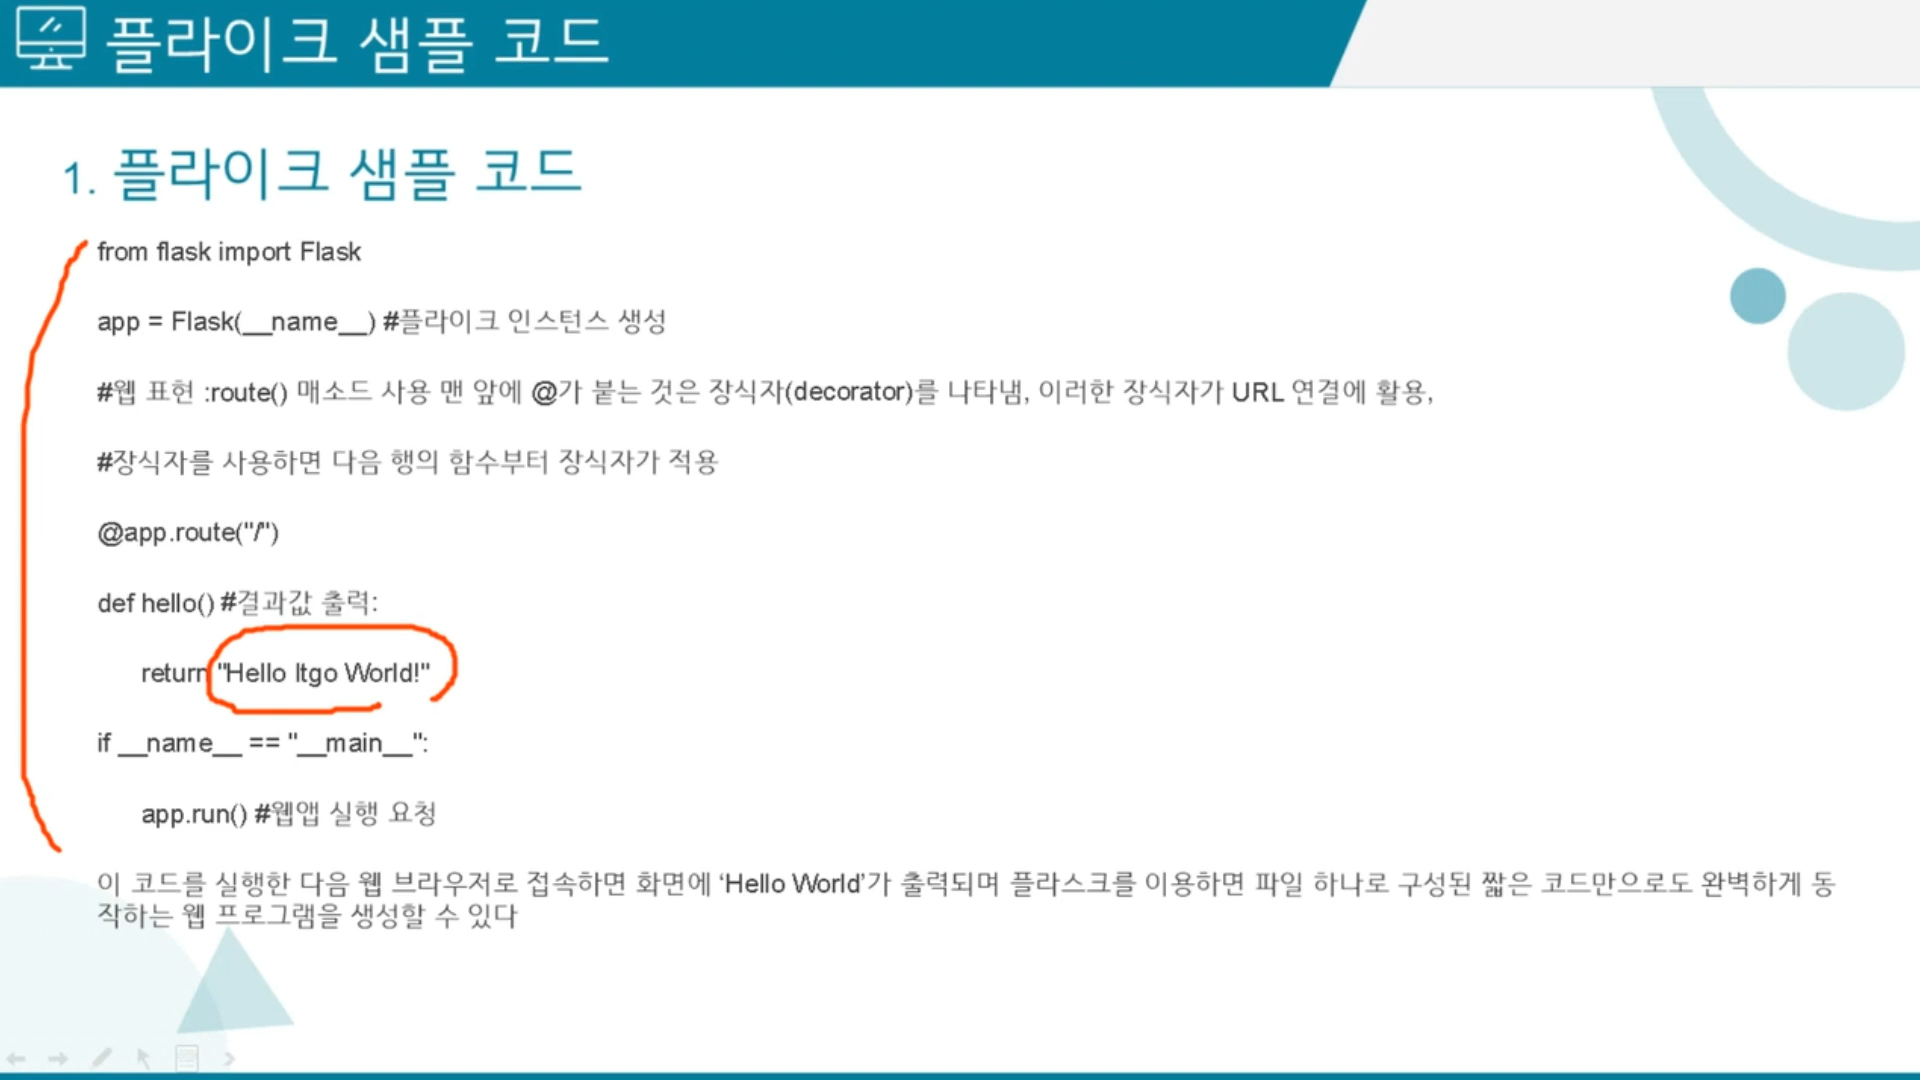 플라이크 샘플 코드
1. 플라이크 샘플 코드
from flask import Flask
app = Flask(__name__) #플라이크 인스턴스 생성
#웹 표현 :route() 매소드 사용 맨 앞에 @가 붙는 것은 장식자(decorator)를 나타냄, 이러한 장식자가 URL 연결에 활용,
#장식자를 사용하면 다음 행의 함수부터 장식자가 적용
@app.route("/")
def hello() #결과값 출력:
return "Hello Itgo World!"
if __name__ == "__main__":
app.run() #웹앱 실행 요청
이 코드를 실행한 다음 웹 브라우저로 접속하면 화면에 ‘Hello World’가 출력되며 플라스크를 이용하면 파일 하나로 구성된 짧은 코드만으로도 완벽하게 동
작하는 웹 프로그램을 생성할 수 있다